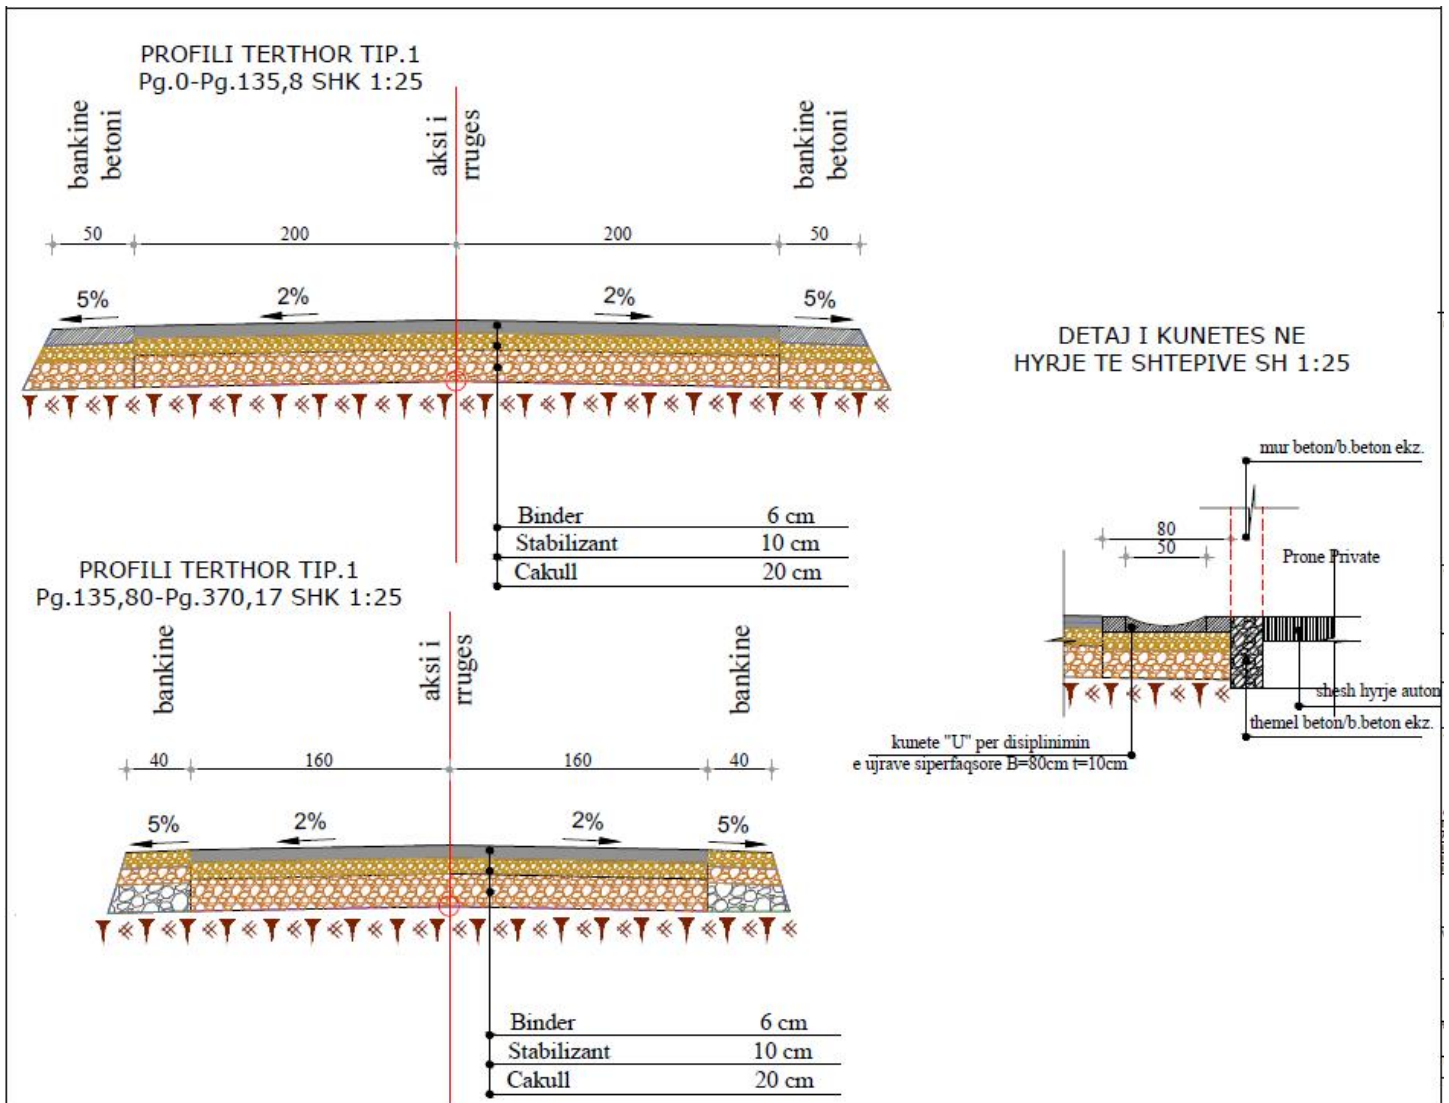 PROFILI TERTHOR TIP.1
Pg.0-Pg.135,8 SHK 1:25
bankine
betoni
aksi i
rruges
bankine
betoni
50
200
200
50
5%
2%
2%
5%
Binder 6 cm
Stabilizant 10 cm
Cakull 20 cm
PROFILI TERTHOR TIP.1
Pg.135,80-Pg.370,17 SHK 1:25
bankine
aksi i
rruges
bankine
40
160
160
40
5%
2%
2%
5%
Binder 6 cm
Stabilizant 10 cm
Cakull 20 cm
DETAJ I KUNETES NE
HYRJE TE SHTEPIVE SH 1:25
mur beton/b.beton ekz.
80
50
Prone Private
shesh hyrje auton
themel beton/b.beton ekz.
kunete "U" per disiplinimin
e ujrave siperfaqsore B=80cm t=10cm